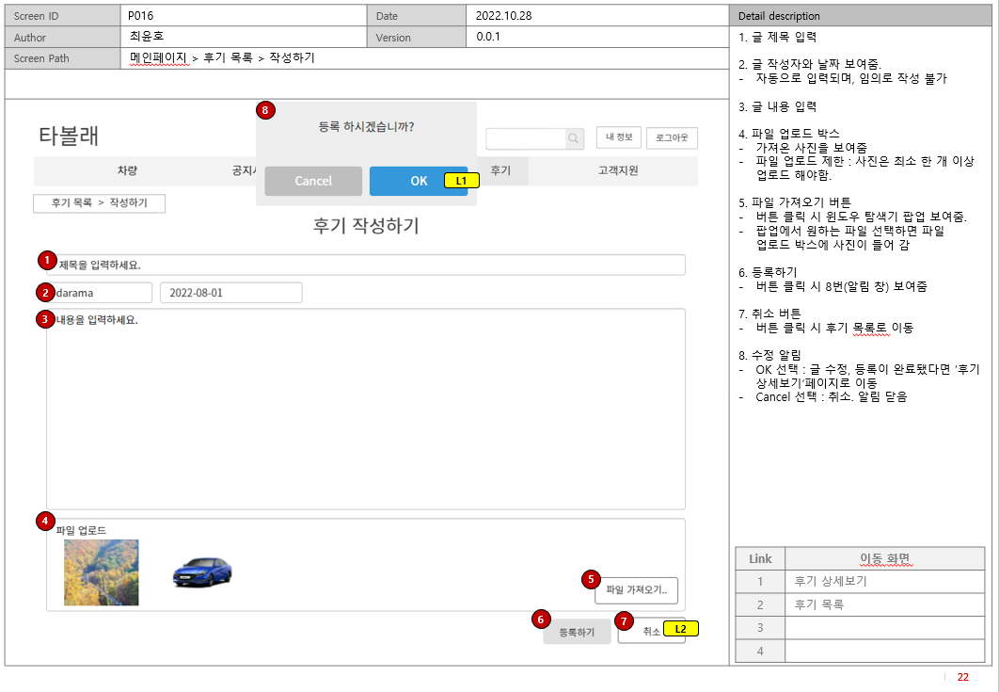 Screen ID P016 Date 2022.10.28 Detail description
Author 최윤호 Version 0.0.1
Screen Path 메인페이지 > 후기 목록 > 작성하기
8
등록 하시겠습니까?
타볼래
내 정보 로그아웃
차량 공지사 후기 고객지원
Cancel OK L1
후기 목록 > 작성하기
후기 작성하기
1 제목을 입력하세요.
2 darama 2022-08-01
3 내용을 입력하세요.
4
파일 업로드
5 파일 가져오기..
6 등록하기 7 취소 L2
1. 글 제목 입력
2. 글 작성자와 날짜 보여줌.
- 자동으로 입력되며, 임의로 작성 불가
3. 글 내용 입력
4. 파일 업로드 박스
- 가져온 사진을 보여줌
- 파일 업로드 제한 : 사진은 최소 한 개 이상
업로드 해야함.
5. 파일 가져오기 버튼
- 버튼 클릭 시 윈도우 탐색기 팝업 보여줌.
- 팝업에서 원하는 파일 선택하면 파일
업로드 박스에 사진이 들어 감
6. 등록하기
- 버튼 클릭 시 8번(알림 창) 보여줌
7. 취소 버튼
- 버튼 클릭 시 후기 목록로 이동
8. 수정 알림
- OK 선택 : 글 수정, 등록이 완료됐다면 '후기
상세보기'페이지로 이동
- Cancel 선택 : 취소. 알림 닫음
Link 이동 화면
1 후기 상세보기
2 후기 목록
3
4
22